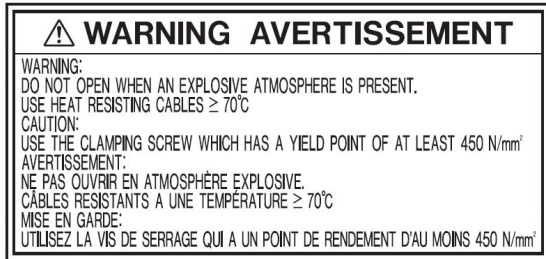 ⚠ WARNING AVERTISSEMENT
WARNING:
DO NOT OPEN WHEN AN EXPLOSIVE ATMOSPHERE IS PRESENT.
USE HEAT RESISTING CABLES ≥ 70℃
CAUTION:
USE THE CLAMPING SCREW WHICH HAS A YIELD POINT OF AT LEAST 450 N/mm²
AVERTISSEMENT:
NE PAS OUVRIR EN ATMOSPHÈRE EXPLOSIVE.
CÂBLES RESISTANTS A UNE TEMPÉRATURE ≥ 70℃
MISE EN GARDE:
UTILISEZ LA VIS DE SERRAGE QUI A UN POINT DE RENDEMENT D'AU MOINS 450 N/mm²